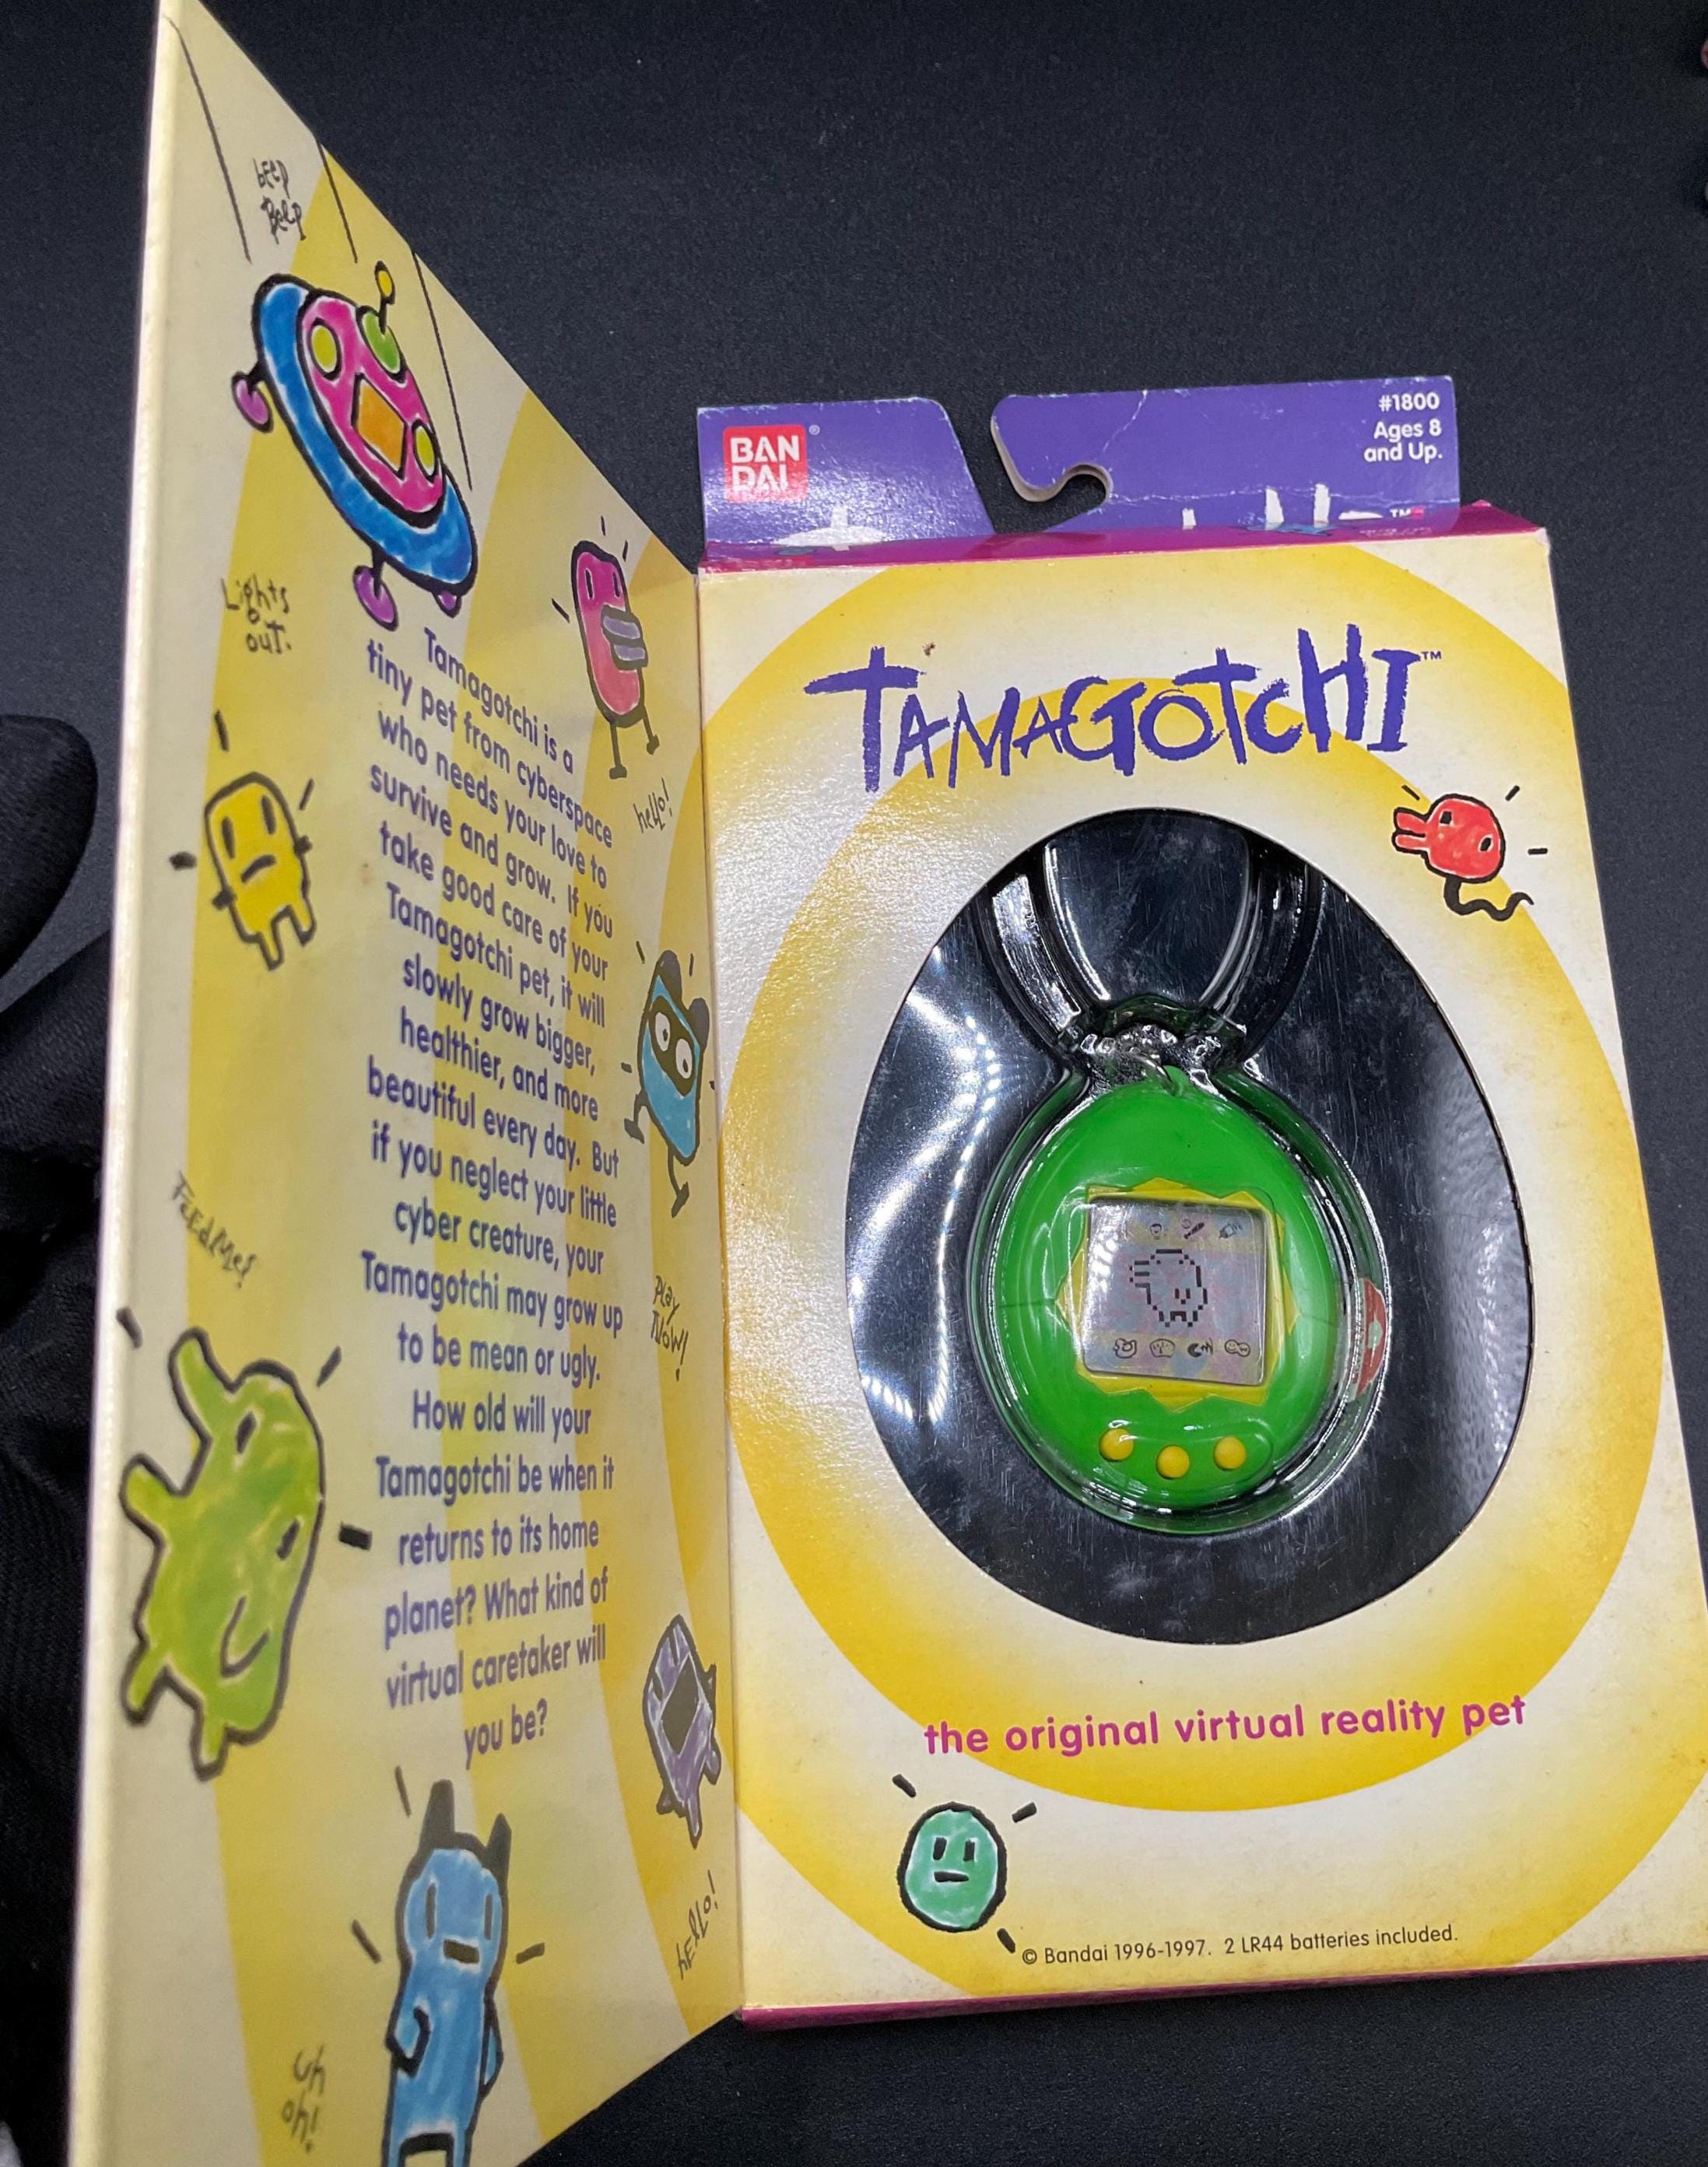 beep
Beep
Lights
out.
Tamagotchi is a
tiny pet from cyberspace
who needs your love to
survive and grow. If you
take good care of your
Tamagotchi pet, it will
slowly grow bigger,
healthier, and more
beautiful every day. But
if you neglect your little
cyber creature, your
Tamagotchi may grow up
to be mean or ugly.
How old will your
Tamagotchi be when it
returns to its home
planet? What kind of
virtual caretaker will
you be?
hello!
FEEdMe!
Play
NOW!
hELLO!
uh
oh!
BAN
DAI
®
#1800
Ages 8
and Up.
TM
TAMAGOTCHI™
the original virtual reality pet
© Bandai 1996-1997. 2 LR44 batteries included.